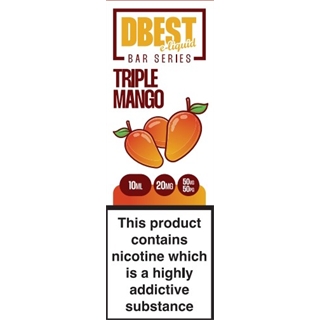 DBEST
e-liquid
BAR SERIES
TRIPLE
MANGO
10ML
20MG
50VG
50PG
This product
contains
nicotine which
is a highly
addictive
substance